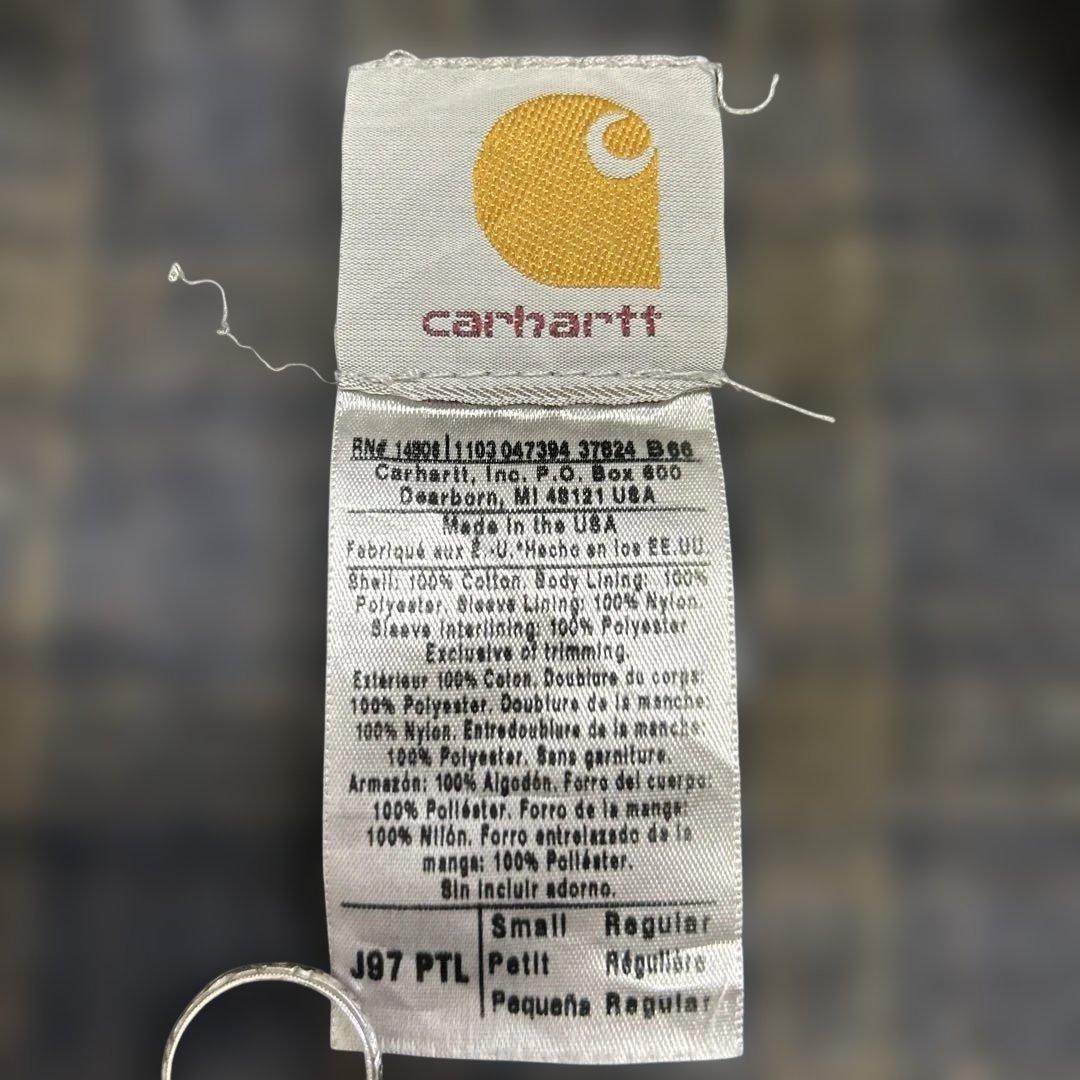 carhartt
RN# 14806 1103 047394 37824 B66
Carhartt, Inc. P.O. Box 600
Dearborn, MI 48121 USA
Made in the USA
Fabriqué aux É.-U.*Hecho en los EE.UU.
Shell: 100% Cotton. Body Lining: 100%
Polyester. Sleeve Lining: 100% Nylon.
Sleeve Interlining: 100% Polyester
Exclusive of trimming.
Extérieur 100% Coton. Doublure du corps:
100% Polyester. Doublure de la manche:
100% Nylon. Entredoublure de la manche:
100% Polyester. Sans garniture.
Armazón: 100% Algodón. Forro del cuerpo:
100% Poliéster. Forro de la manga:
100% Nilón. Forro entrelazado de la
manga: 100% Poliéster.
Sin incluir adorno.
J97 PTL
Small Regular
Petit Régulière
Pequeña Regular